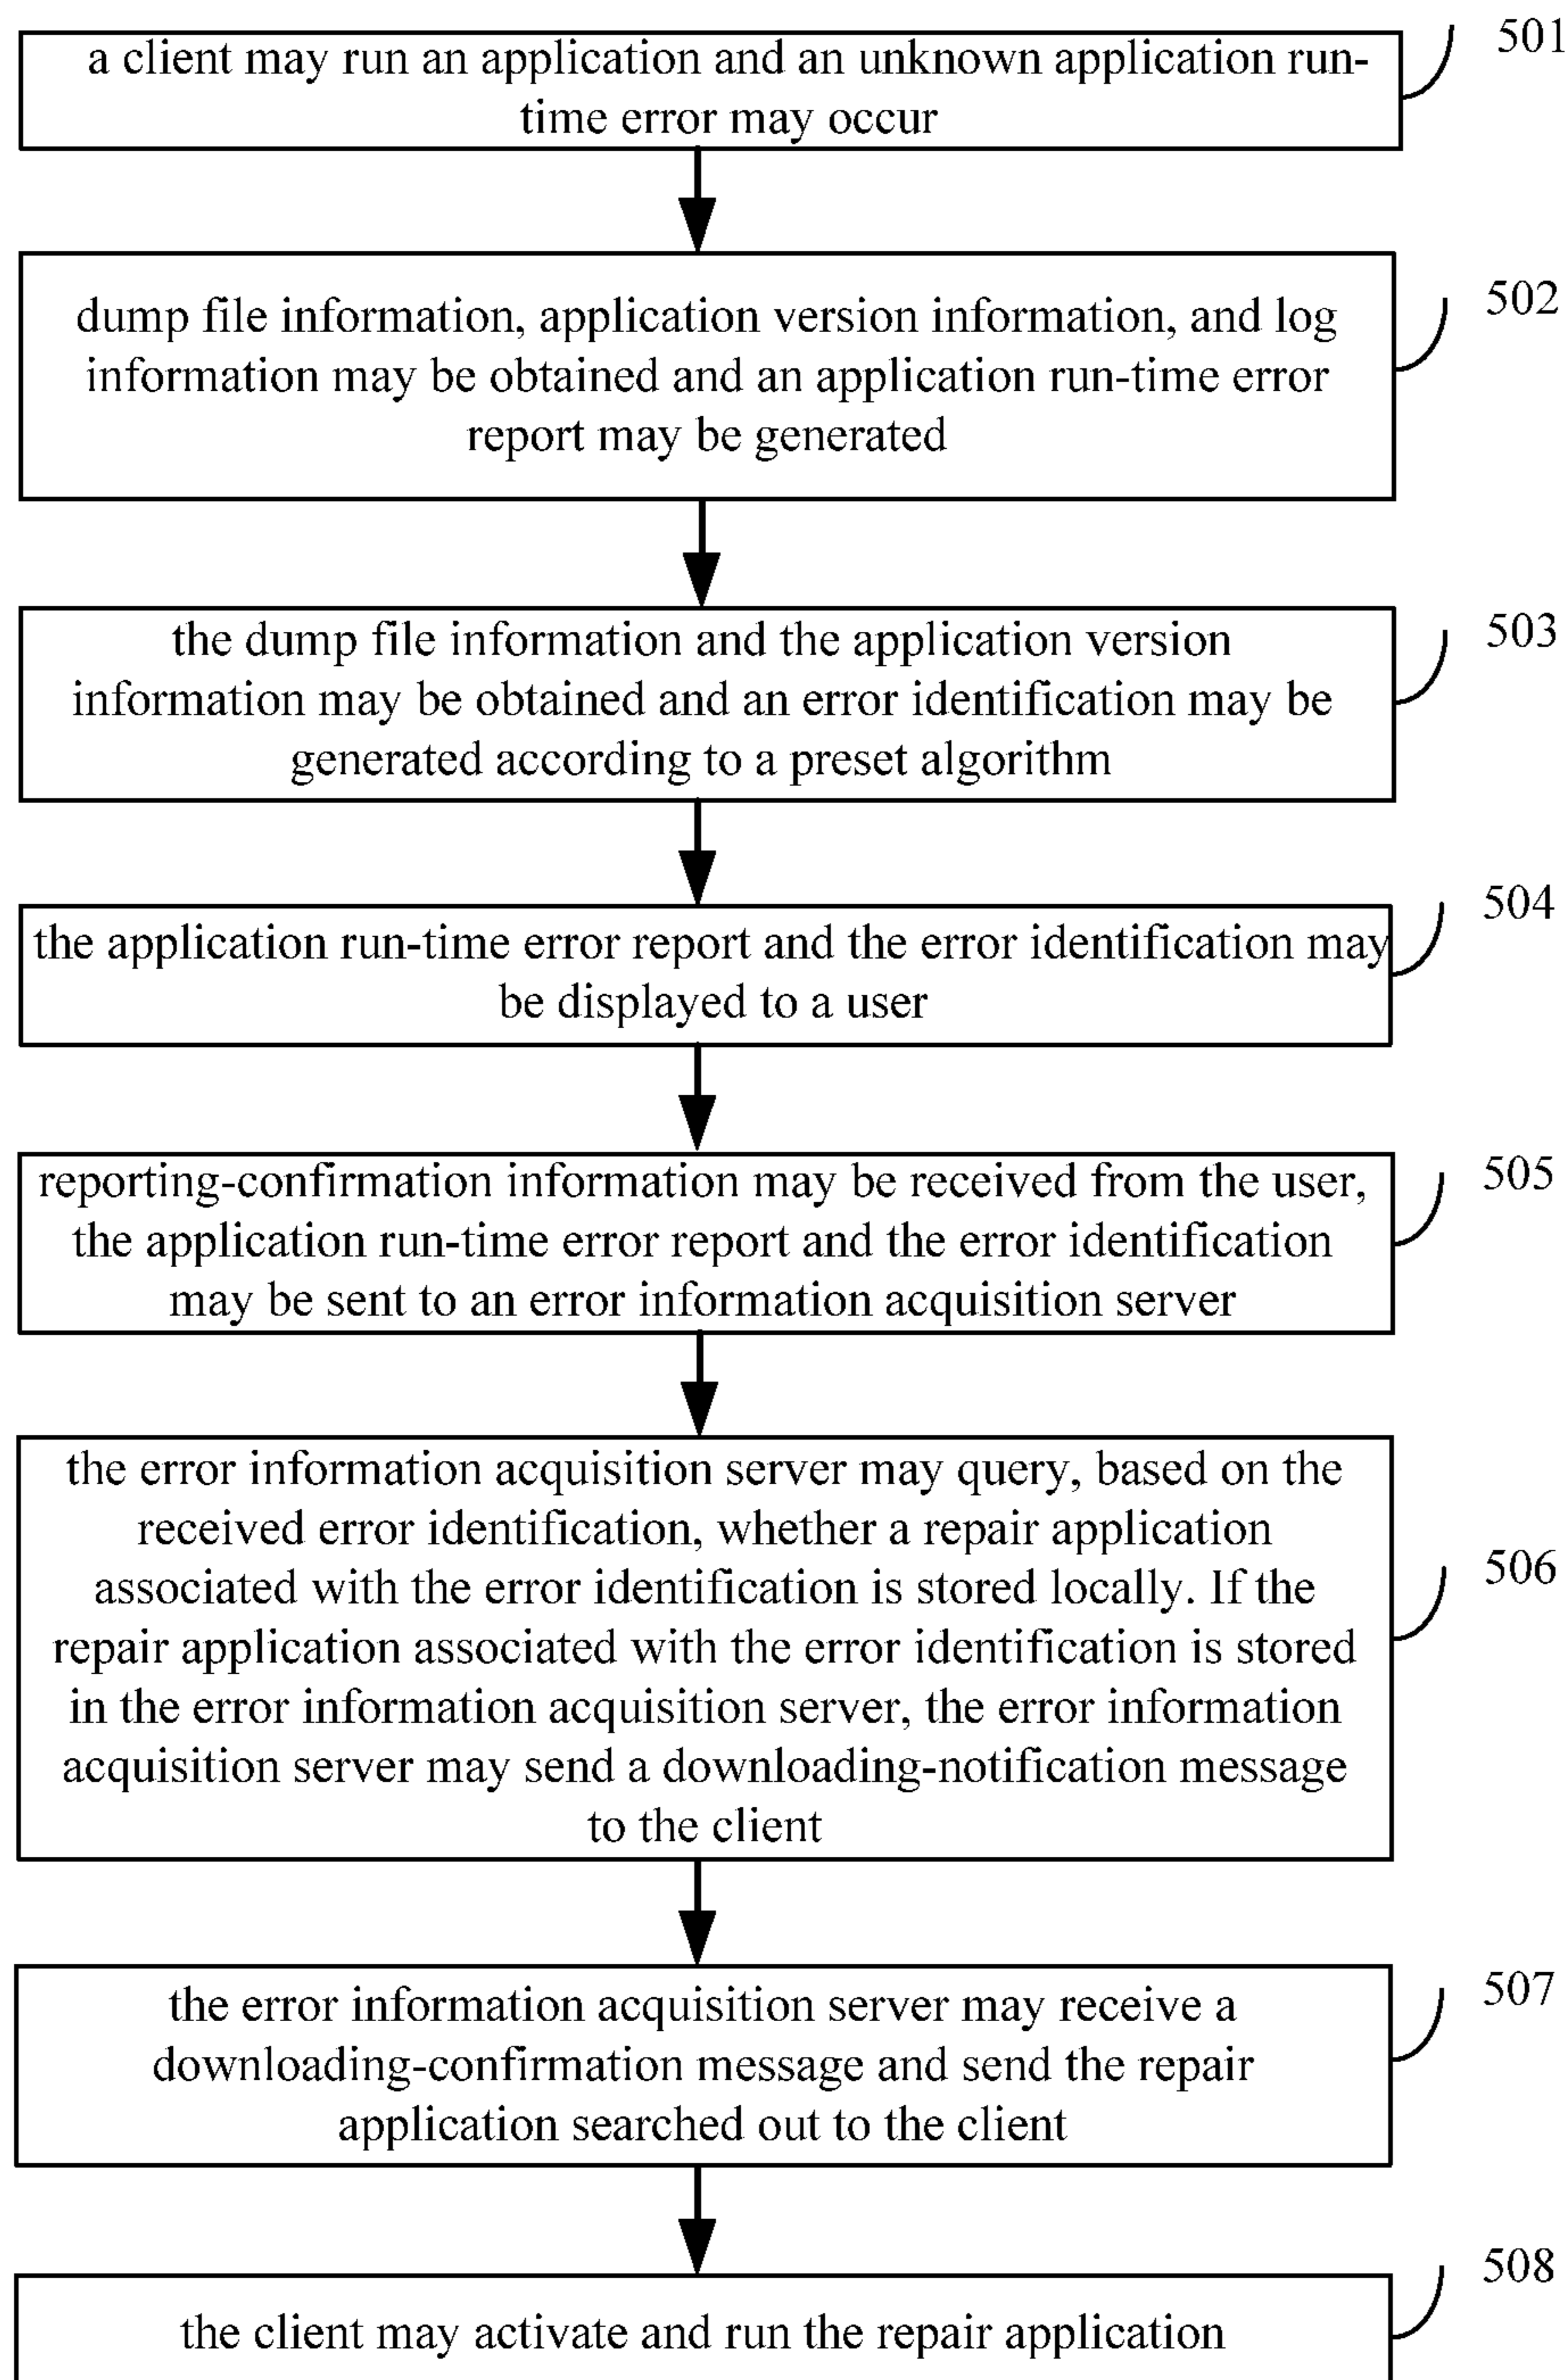 501
a client may run an application and an unknown application run-
time error may occur
502
dump file information, application version information, and log
information may be obtained and an application run-time error
report may be generated
503
the dump file information and the application version
information may be obtained and an error identification may be
generated according to a preset algorithm
504
the application run-time error report and the error identification may
be displayed to a user
505
reporting-confirmation information may be received from the user,
the application run-time error report and the error identification
may be sent to an error information acquisition server
506
the error information acquisition server may query, based on the
received error identification, whether a repair application
associated with the error identification is stored locally. If the
repair application associated with the error identification is stored
in the error information acquisition server, the error information
acquisition server may send a downloading-notification message
to the client
507
the error information acquisition server may receive a
downloading-confirmation message and send the repair
application searched out to the client
508
the client may activate and run the repair application